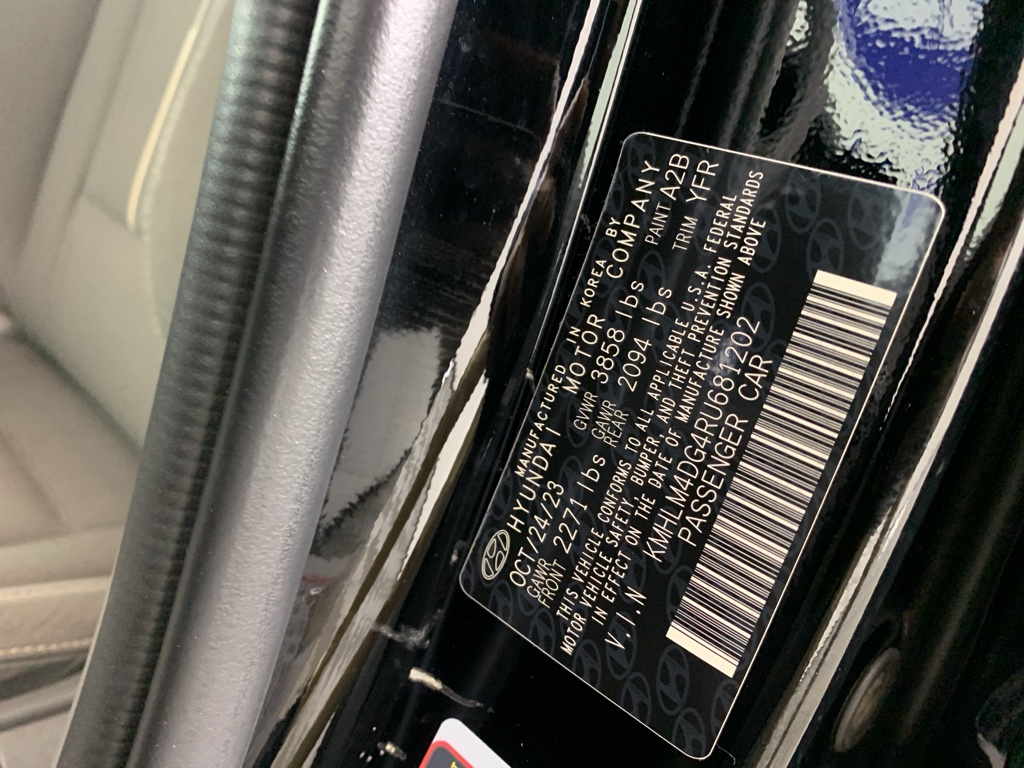 MANUFACTURED IN KOREA BY
HYUNDAI MOTOR COMPANY
OCT/24/23 GVWR 3858 lbs PAINT A2B
GAWR FRONT 2271 lbs GAWR REAR 2094 lbs TRIM YFR
THIS VEHICLE CONFORMS TO ALL APPLICABLE U.S.A. FEDERAL
MOTOR VEHICLE SAFETY BUMPER, AND THEFT PREVENTION STANDARDS
IN EFFECT ON THE DATE OF MANUFACTURE SHOWN ABOVE
V.I.N KMHLM4DG4RU681202
PASSENGER CAR